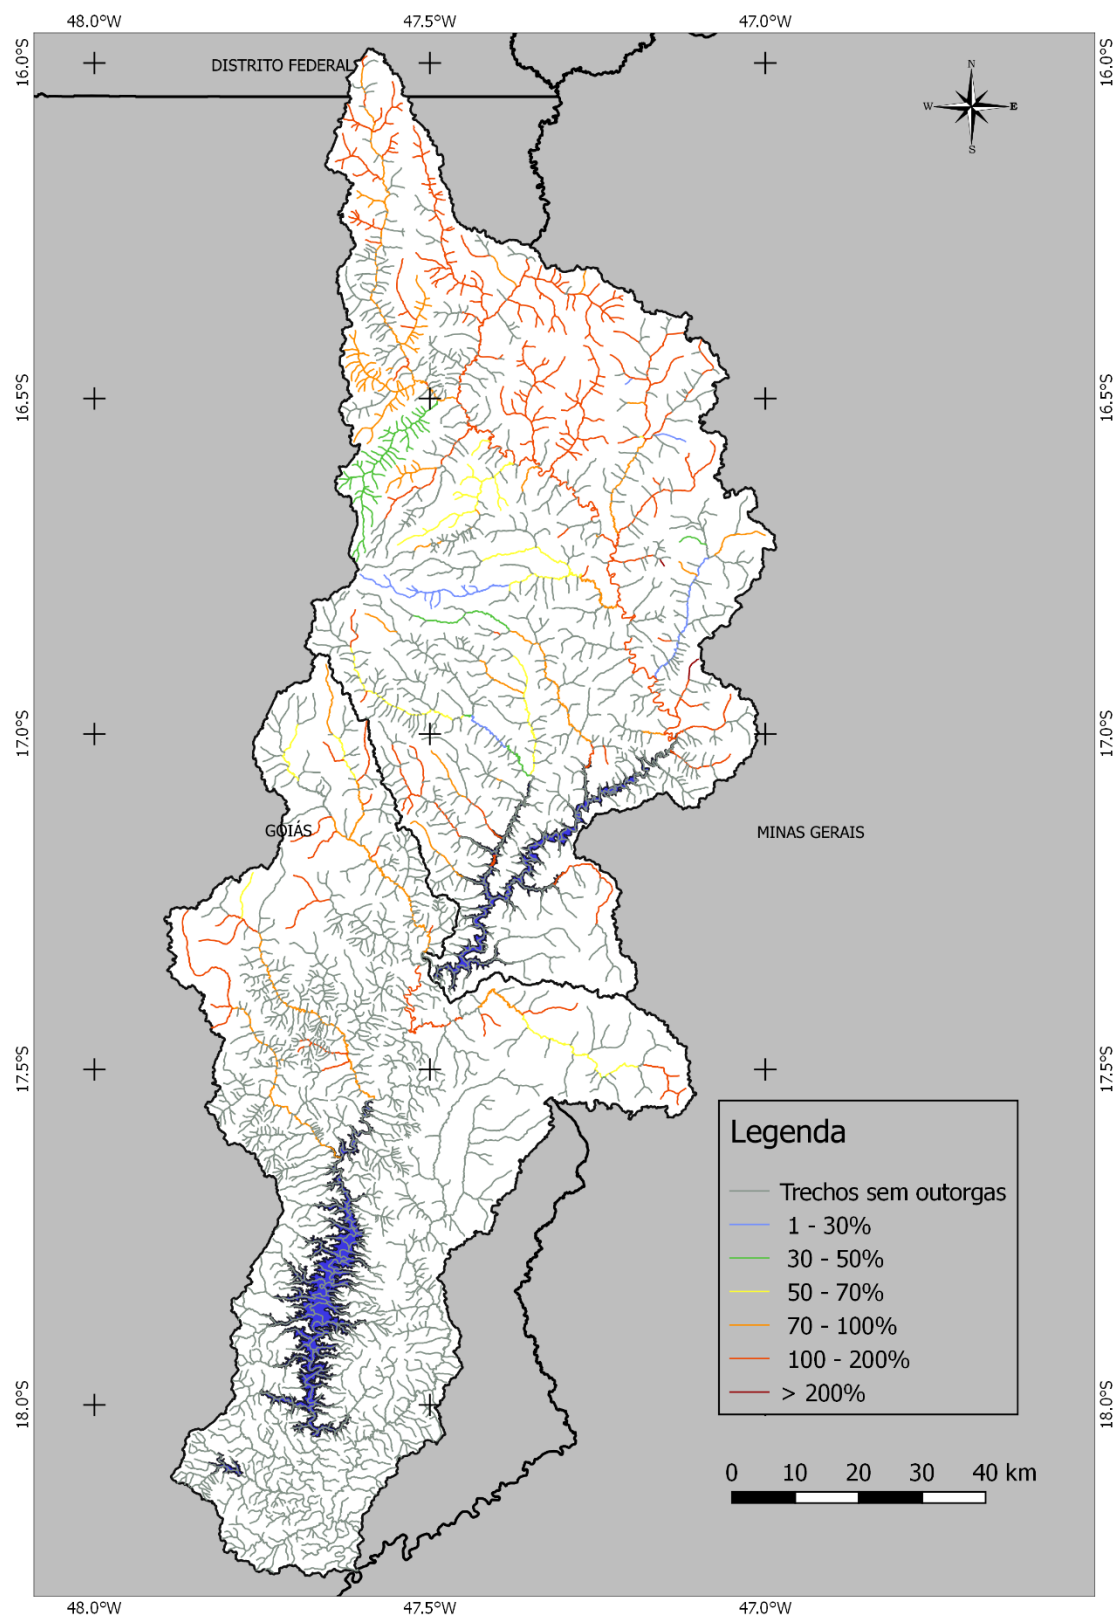 48.0°W 47.5°W 47.0°W
16.0°S 16.0°S
DISTRITO FEDERAL
N
W E
S
16.5°S 16.5°S
17.0°S 17.0°S
GOIÁS
MINAS GERAIS
17.5°S 17.5°S
Legenda
Trechos sem outorgas
1 - 30%
30 - 50%
50 - 70%
70 - 100%
100 - 200%
> 200%
18.0°S 18.0°S
0 10 20 30 40 km
48.0°W 47.5°W 47.0°W